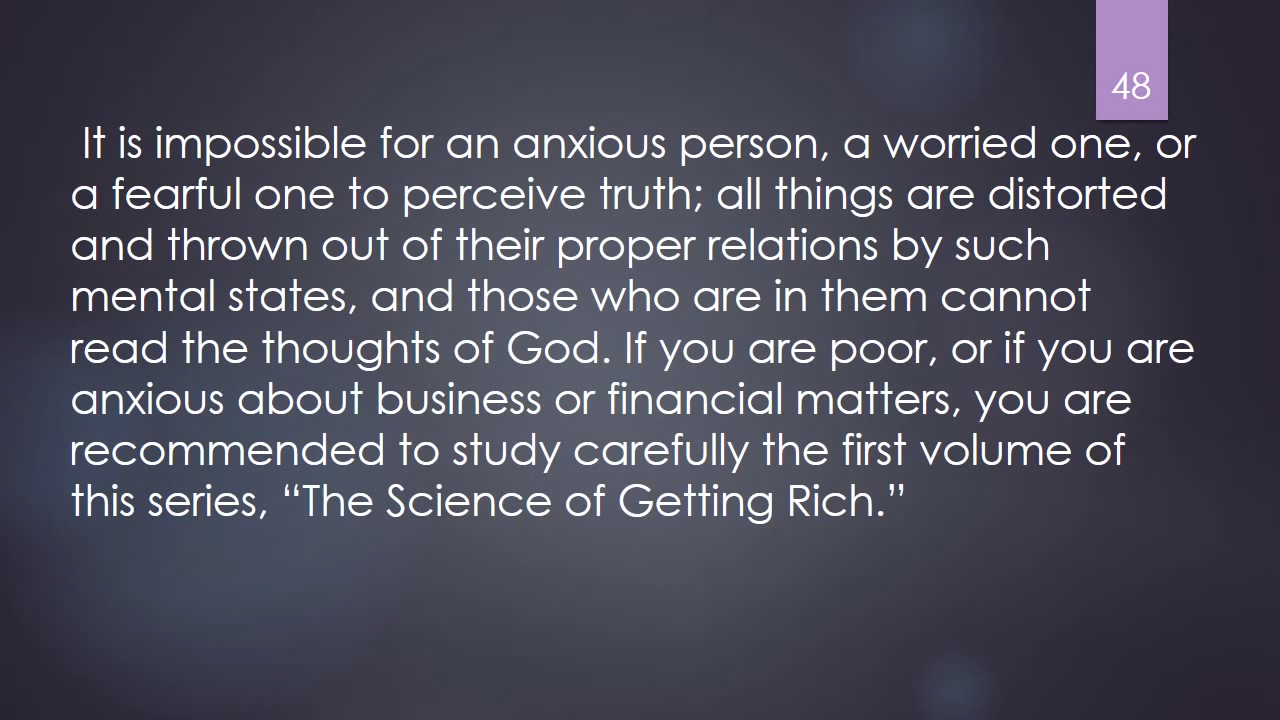 48
It is impossible for an anxious person, a worried one, or
a fearful one to perceive truth; all things are distorted
and thrown out of their proper relations by such
mental states, and those who are in them cannot
read the thoughts of God. If you are poor, or if you are
anxious about business or financial matters, you are
recommended to study carefully the first volume of
this series, “The Science of Getting Rich.”